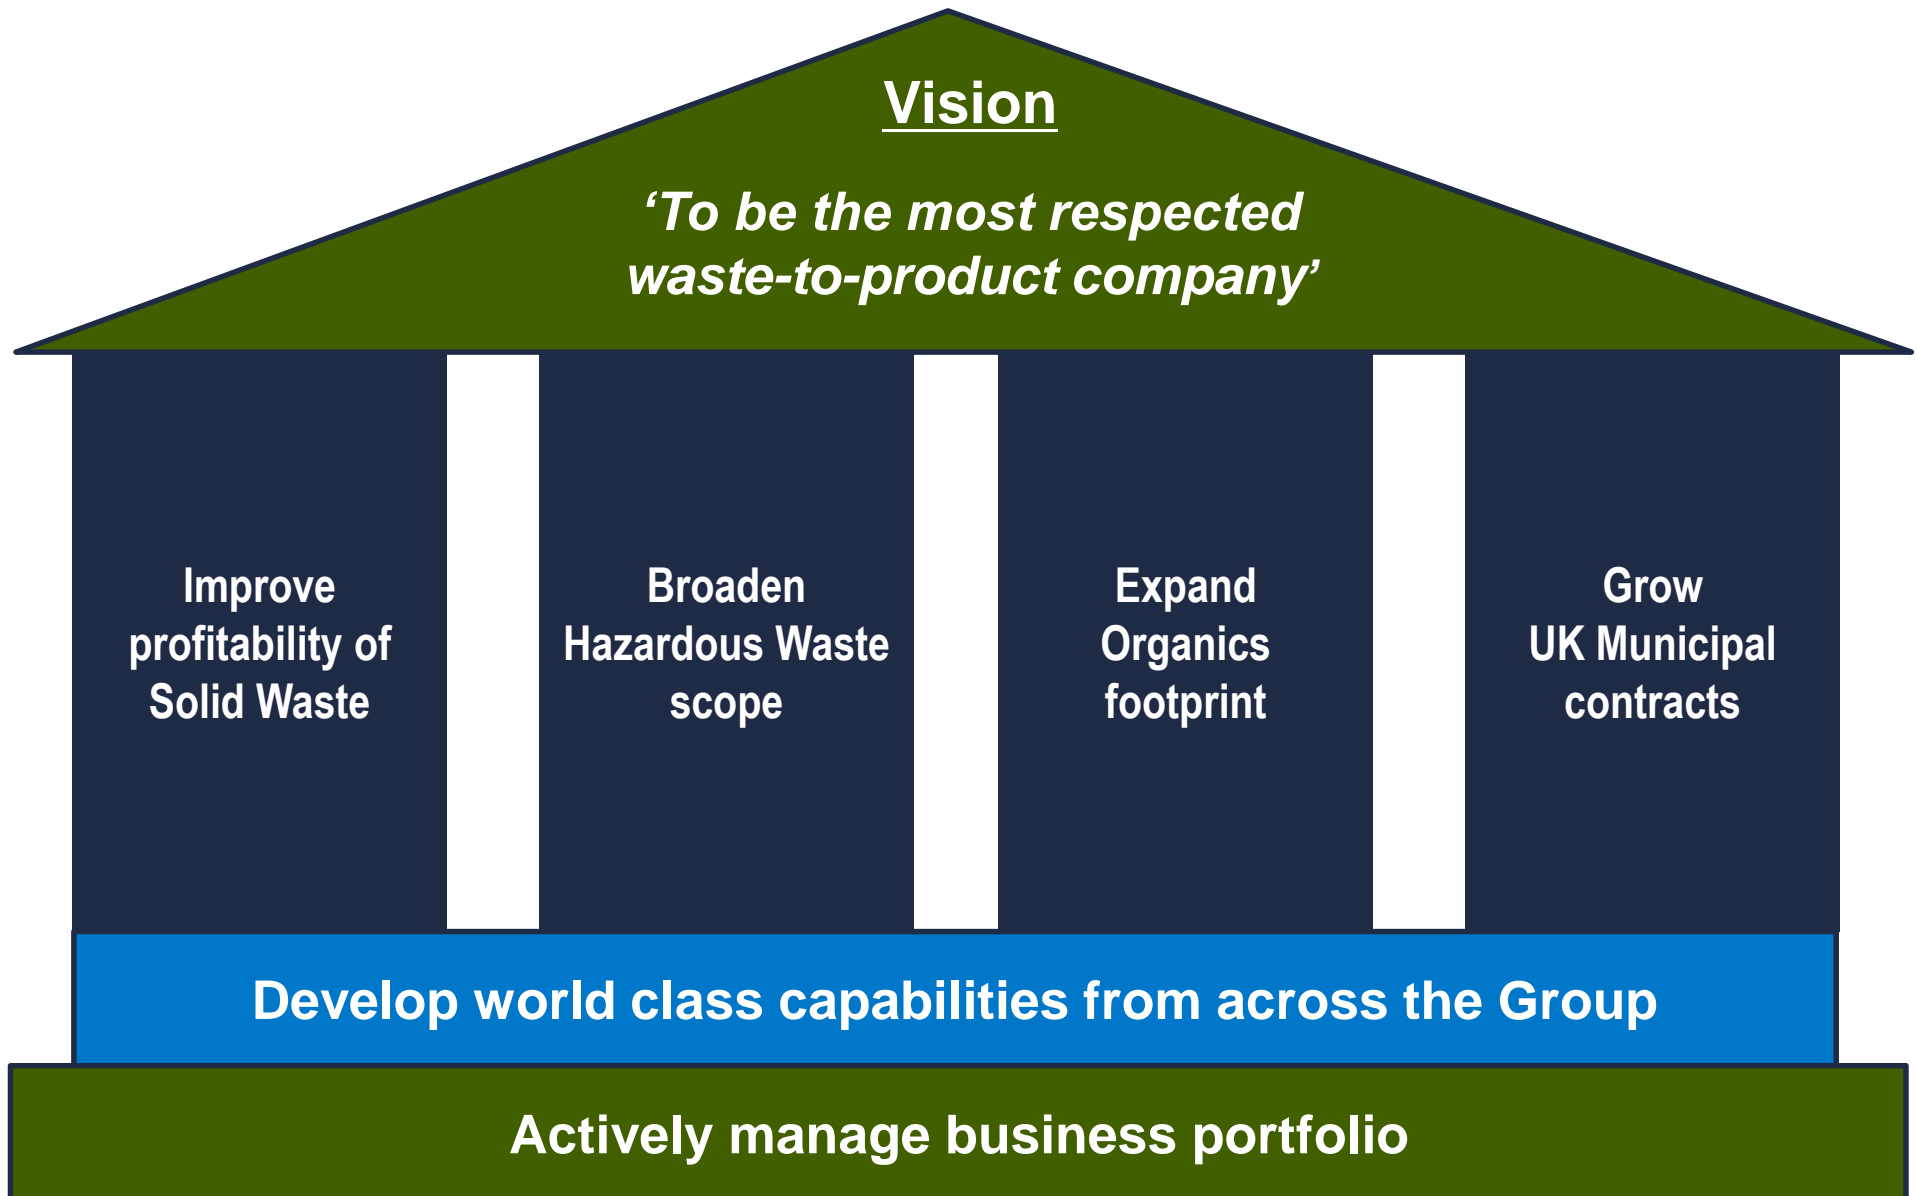 Vision
‘To be the most respected
waste-to-product company’
Improve
profitability of
Solid Waste
Broaden
Hazardous Waste
scope
Expand
Organics
footprint
Grow
UK Municipal
contracts
Develop world class capabilities from across the Group
Actively manage business portfolio